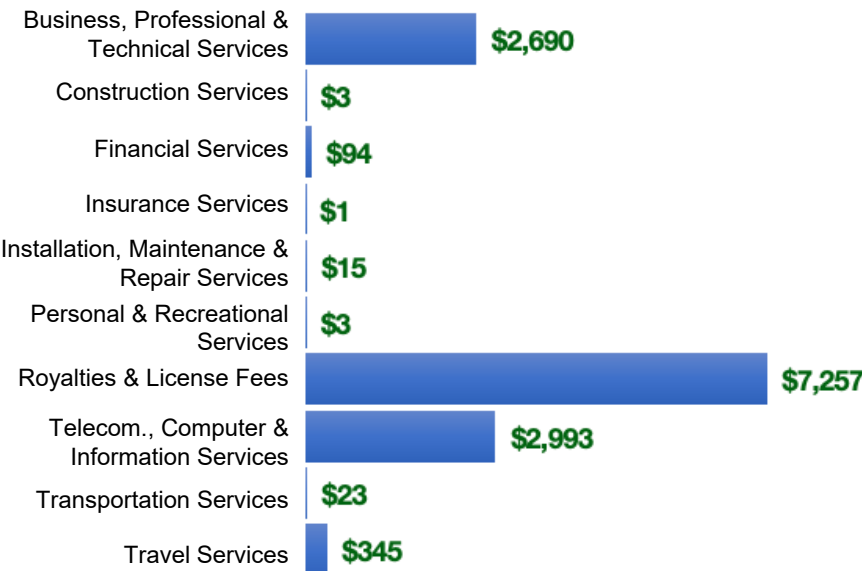 Business, Professional &
Technical Services
$2,690
Construction Services
$3
Financial Services
$94
Insurance Services
$1
Installation, Maintenance &
Repair Services
$15
Personal & Recreational
Services
$3
Royalties & License Fees
$7,257
Telecom., Computer &
Information Services
$2,993
Transportation Services
$23
Travel Services
$345